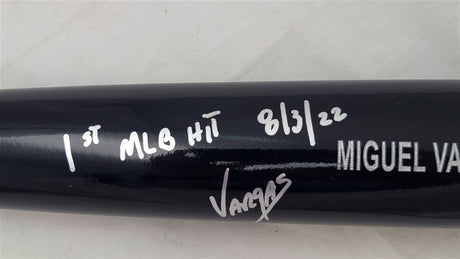 1ST MLB HIT 8/3/22
MIGUEL VA
VARGAS